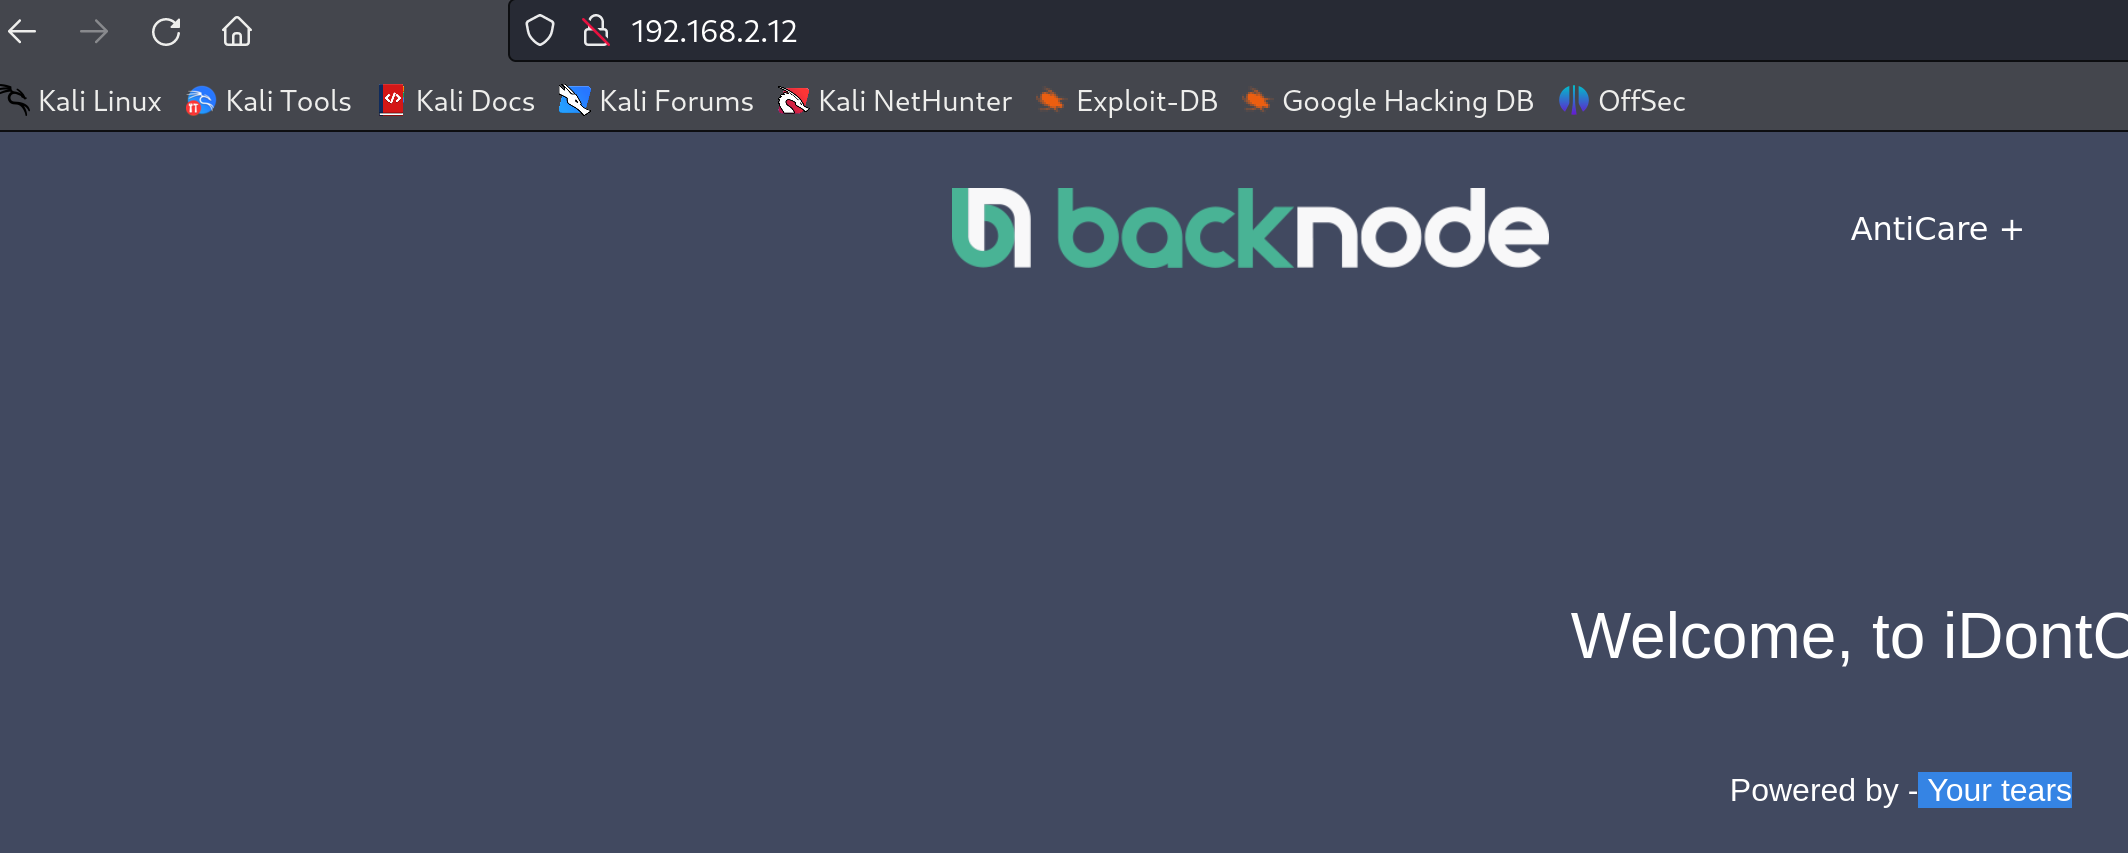 192.168.2.12
Kali Linux Kali Tools Kali Docs Kali Forums Kali NetHunter Exploit-DB Google Hacking DB OffSec
backnode AntiCare +
Welcome, to iDontC
Powered by - Your tears